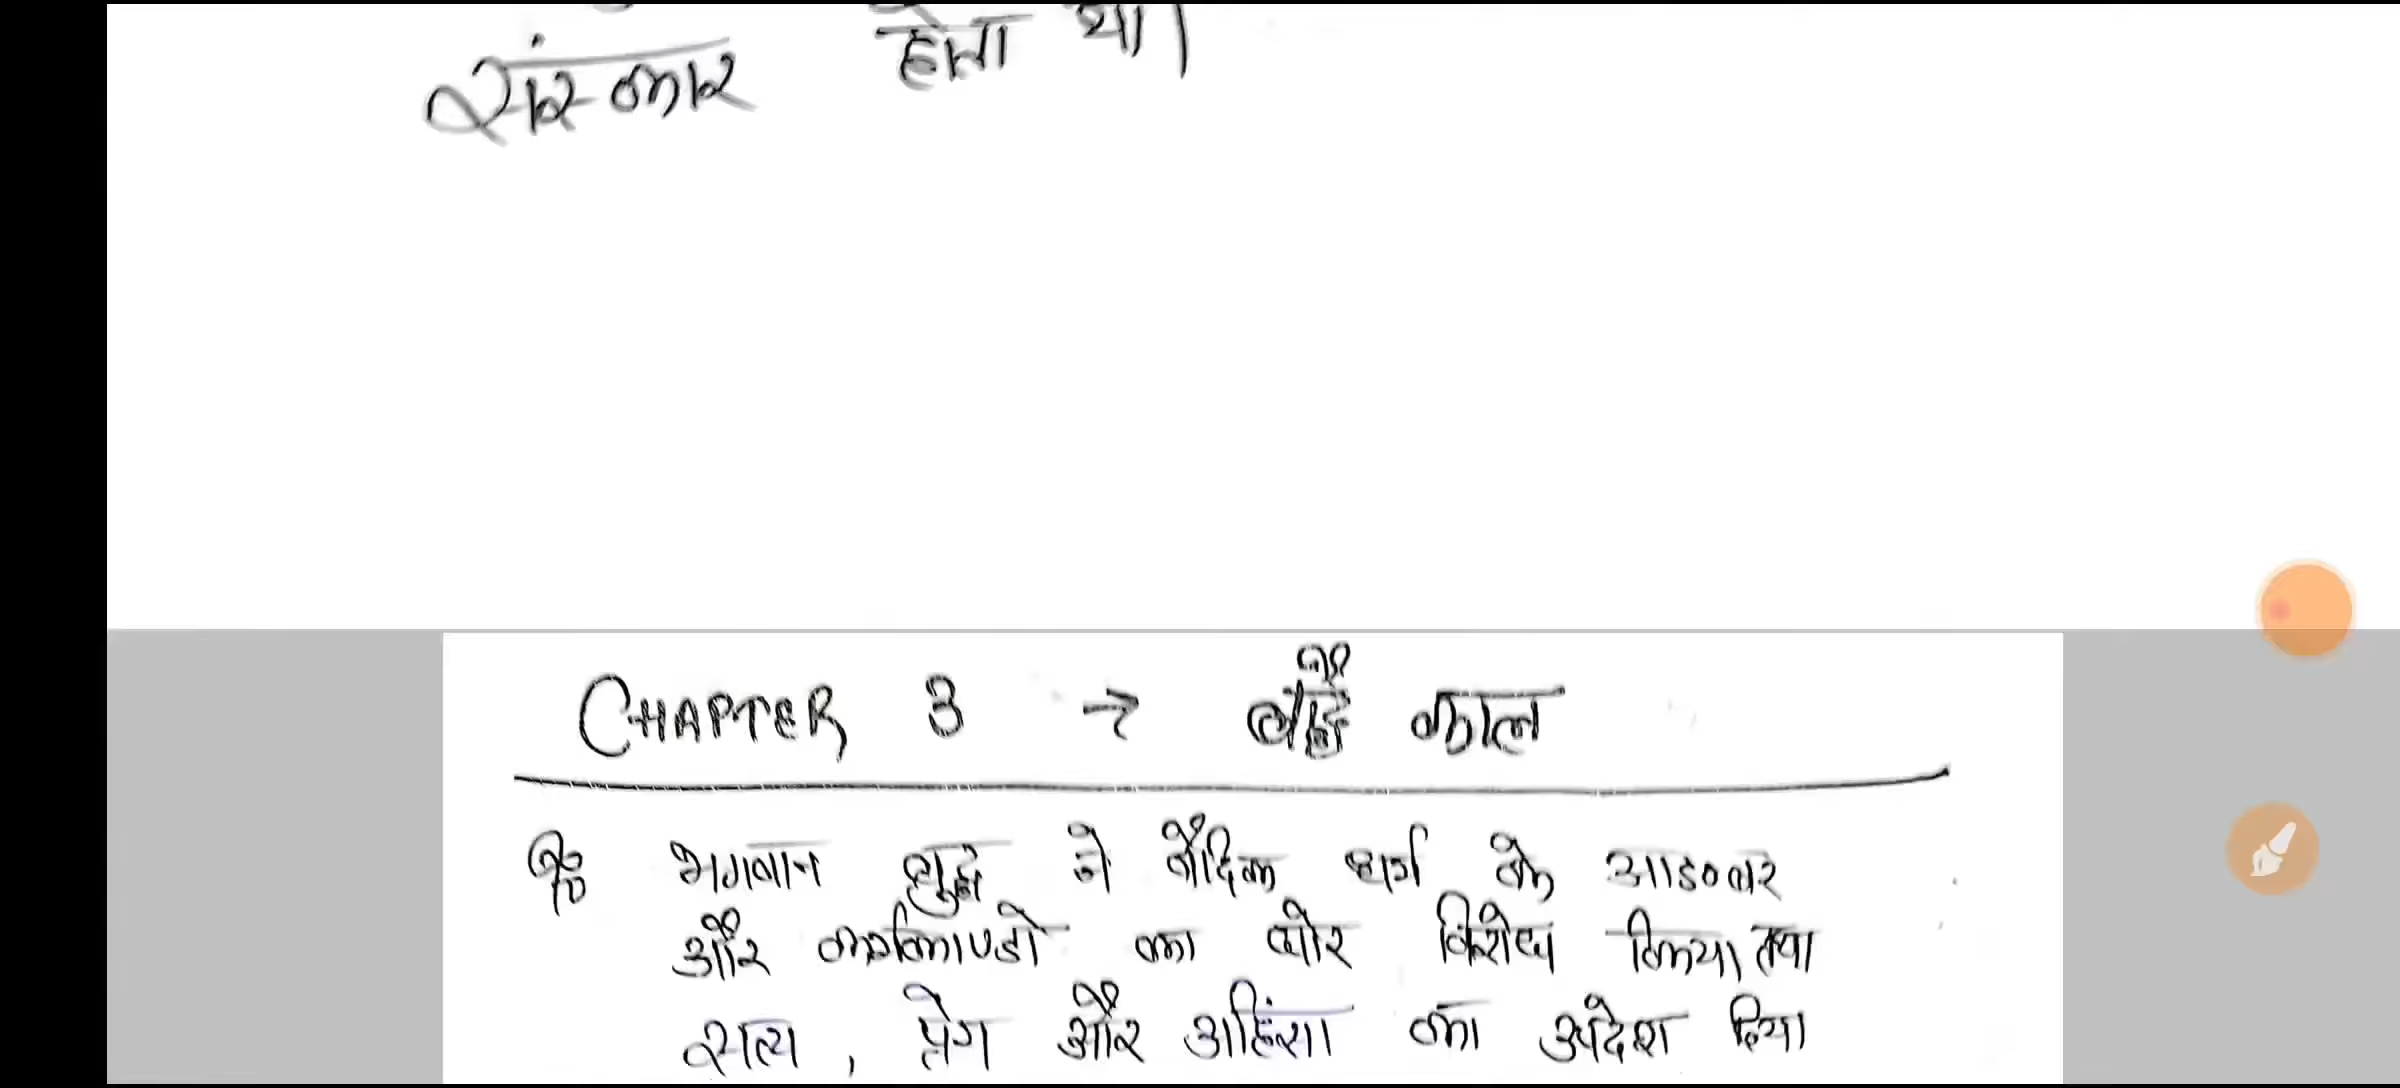 संस्कार होता था।
CHAPTER 3 → बौद्ध काल
भगवान बुद्ध ने वैदिक धर्म के आडम्बर
और कर्मकाण्डो का घोर विरोध किया तथा
सत्य , प्रेम और अहिंसा का उपदेश दिया